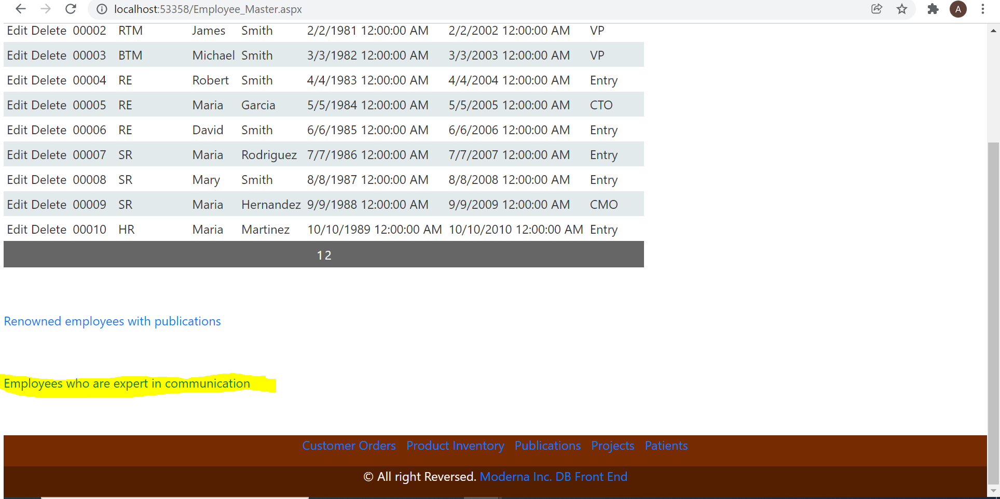 localhost:53358/Employee_Master.aspx
A
Edit Delete 00002 RTM James Smith 2/2/1981 12:00:00 AM 2/2/2002 12:00:00 AM VP
Edit Delete 00003 BTM Michael Smith 3/3/1982 12:00:00 AM 3/3/2003 12:00:00 AM VP
Edit Delete 00004 RE Robert Smith 4/4/1983 12:00:00 AM 4/4/2004 12:00:00 AM Entry
Edit Delete 00005 RE Maria Garcia 5/5/1984 12:00:00 AM 5/5/2005 12:00:00 AM CTO
Edit Delete 00006 RE David Smith 6/6/1985 12:00:00 AM 6/6/2006 12:00:00 AM Entry
Edit Delete 00007 SR Maria Rodriguez 7/7/1986 12:00:00 AM 7/7/2007 12:00:00 AM Entry
Edit Delete 00008 SR Mary Smith 8/8/1987 12:00:00 AM 8/8/2008 12:00:00 AM Entry
Edit Delete 00009 SR Maria Hernandez 9/9/1988 12:00:00 AM 9/9/2009 12:00:00 AM CMO
Edit Delete 00010 HR Maria Martinez 10/10/1989 12:00:00 AM 10/10/2010 12:00:00 AM Entry
1 2
Renowned employees with publications
Employees who are expert in communication
Customer Orders Product Inventory Publications Projects Patients
© All right Reversed. Moderna Inc. DB Front End